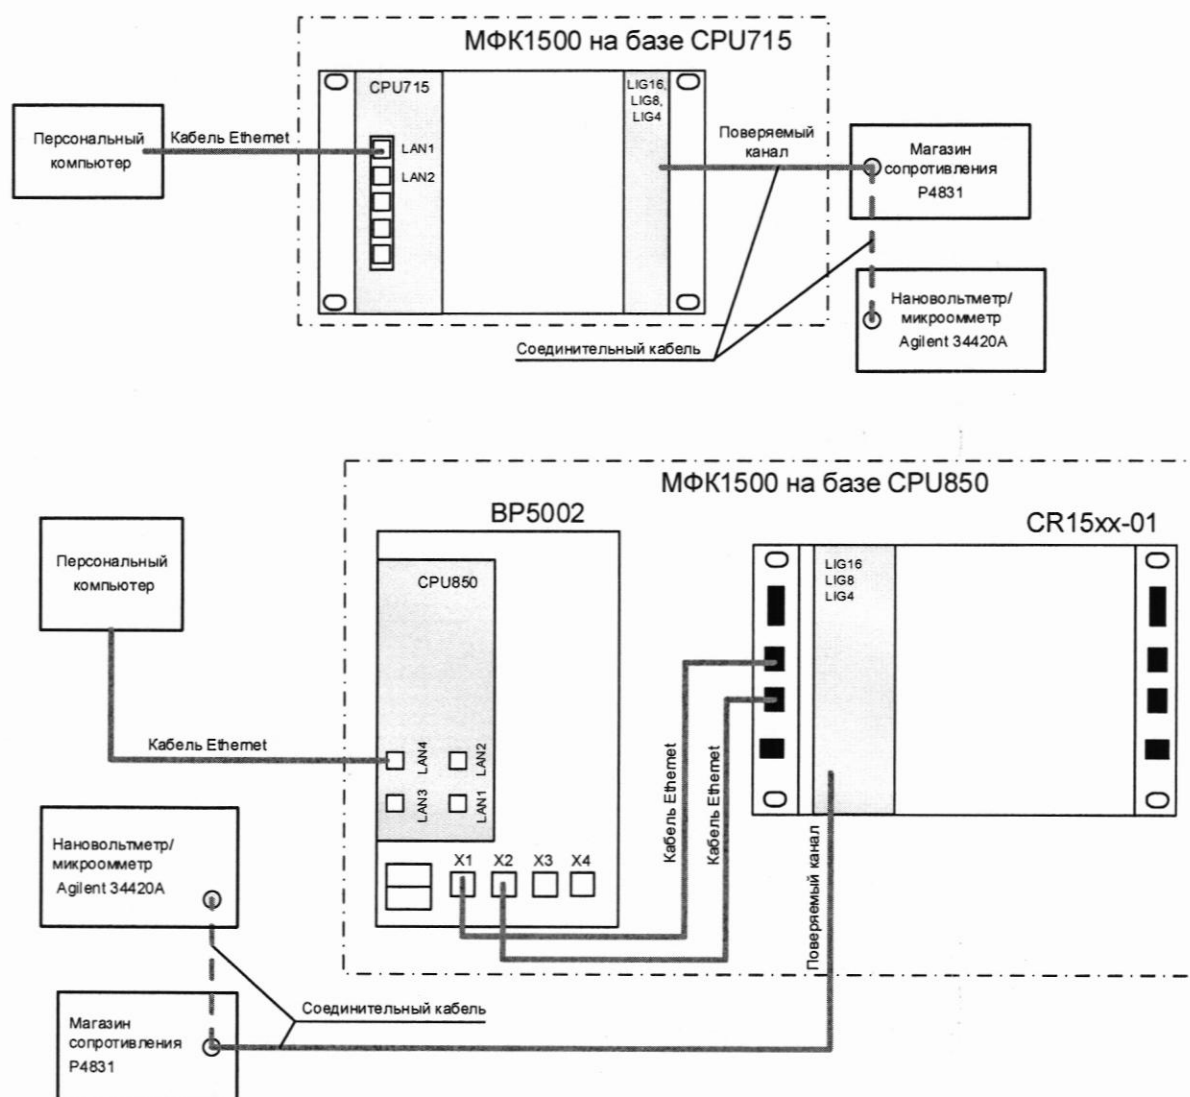 МФК1500 на базе CPU715
CPU715
LIG16,
LIG8,
LIG4
Персональный
компьютер
Кабель Ethernet
LAN1
LAN2
Поверяемый
канал
Магазин
сопротивления
Р4831
Нановольтметр/
микроомметр
Agilent 34420A
Соединительный кабель
МФК1500 на базе CPU850
BP5002
CR15xx-01
Персональный
компьютер
CPU850
LIG16
LIG8
LIG4
Кабель Ethernet
LAN4
LAN2
LAN3
LAN1
Кабель Ethernet
Кабель Ethernet
Поверяемый канал
Нановольтметр/
микроомметр
Agilent 34420A
X1 X2 X3 X4
Соединительный кабель
Магазин
сопротивления
Р4831